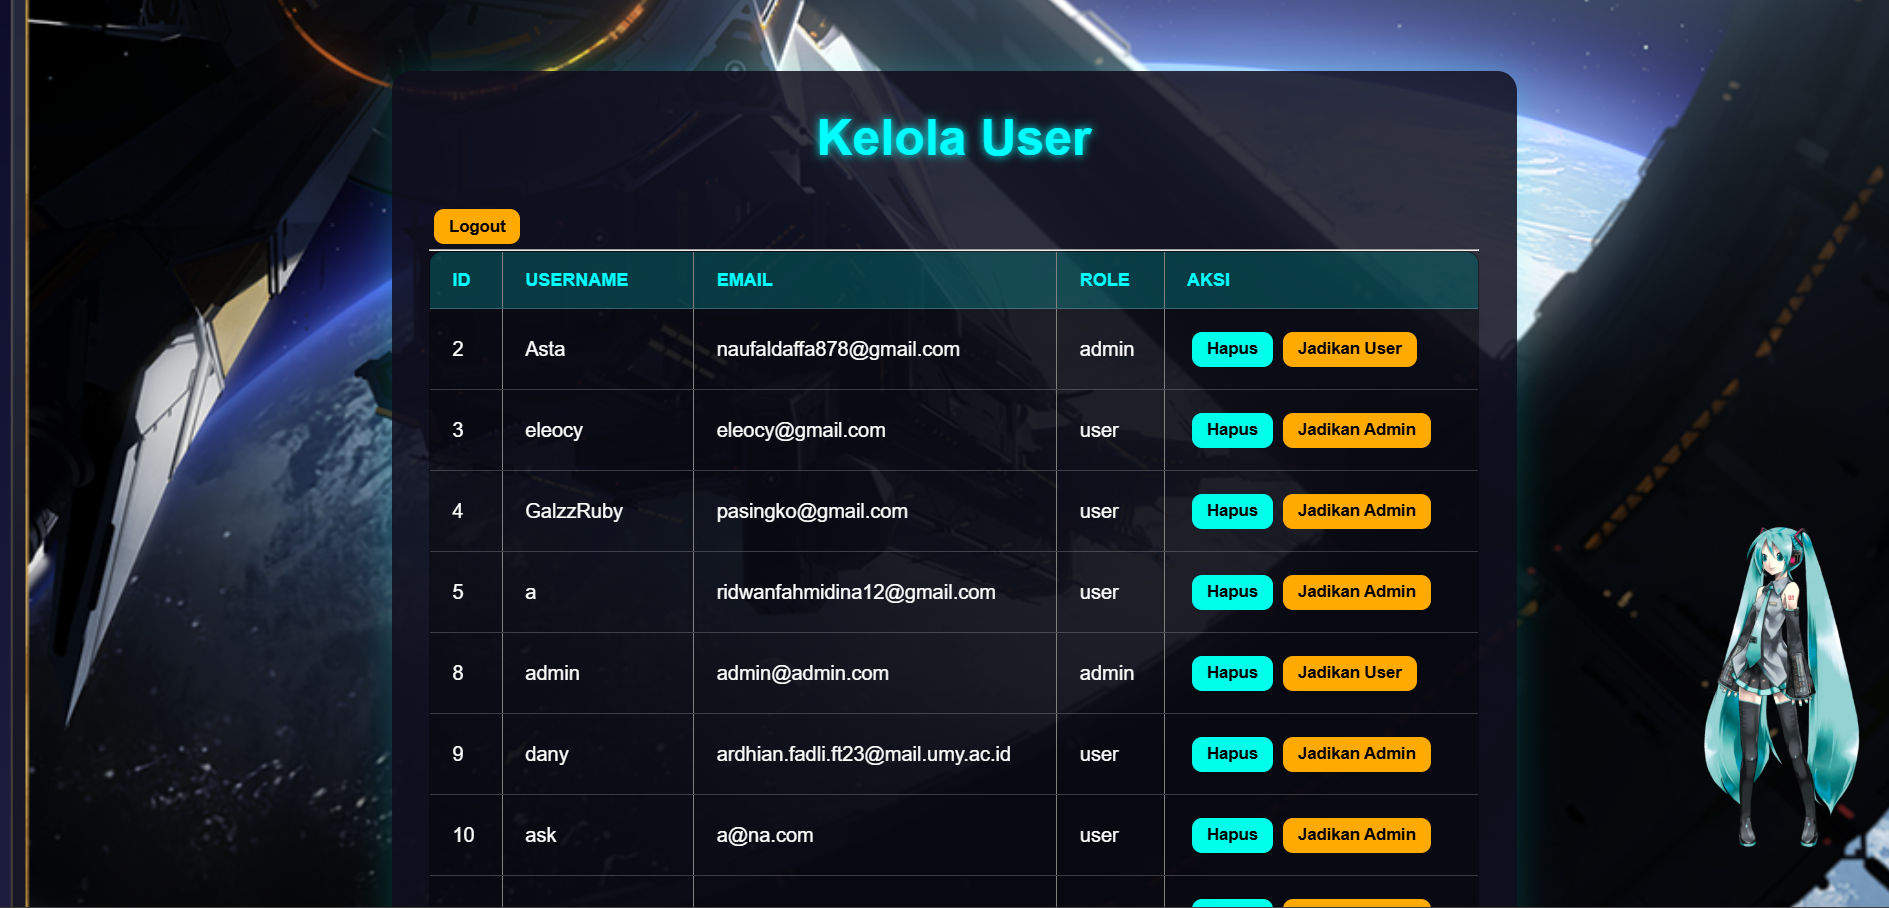 Kelola User
Logout
ID USERNAME EMAIL ROLE AKSI
2 Asta naufaldaffa878@gmail.com admin Hapus Jadikan User
3 eleocy eleocy@gmail.com user Hapus Jadikan Admin
4 GalzzRuby pasingko@gmail.com user Hapus Jadikan Admin
5 a ridwanfahmidina12@gmail.com user Hapus Jadikan Admin
8 admin admin@admin.com admin Hapus Jadikan User
9 dany ardhian.fadli.ft23@mail.umy.ac.id user Hapus Jadikan Admin
10 ask a@na.com user Hapus Jadikan Admin